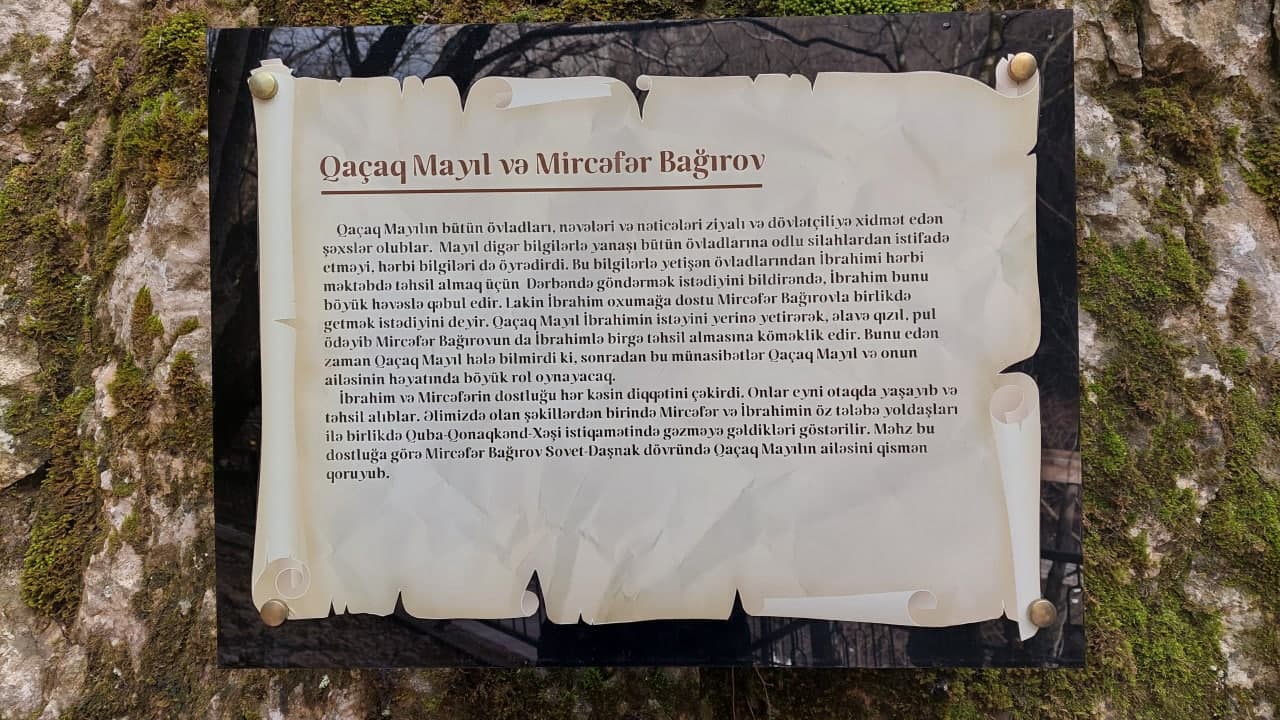 Qaçaq Mayıl və Mircəfər Bağırov
Qaçaq Mayılın bütün övladları, nəvələri və nəticələri ziyalı və dövlətçiliyə xidmət edən
şəxslər olublar. Mayıl digər bilgilərlə yanaşı bütün övladlarına odlu silahlardan istifadə
etməyi, hərbi bilgiləri də öyrədirdi. Bu bilgilərlə yetişən övladlarından İbrahimi hərbi
məktəbdə təhsil almaq üçün Dərbəndə göndərmək istədiyini bildirəndə, İbrahim bunu
böyük həvəslə qəbul edir. Lakin İbrahim oxumağa dostu Mircəfər Bağırovla birlikdə
getmək istədiyini deyir. Qaçaq Mayıl İbrahimin istəyini yerinə yetirərək, əlavə qızıl, pul
ödəyib Mircəfər Bağırovun da İbrahimlə birgə təhsil almasına köməklik edir. Bunu edən
zaman Qaçaq Mayıl hələ bilmirdi ki, sonradan bu münasibətlər Qaçaq Mayıl və onun
ailəsinin həyatında böyük rol oynayacaq.
İbrahim və Mircəfərin dostluğu hər kəsin diqqətini çəkirdi. Onlar eyni otaqda yaşayıb və
təhsil alıblar. Əlimizdə olan şəkillərdən birində Mircəfər və İbrahimin öz tələbə yoldaşları
ilə birlikdə Quba-Qonaqkənd-Xəşi istiqamətində gəzməyə gəldikləri göstərilir. Məhz bu
dostluğa görə Mircəfər Bağırov Sovet-Daşnak dövründə Qaçaq Mayılın ailəsini qismən
qoruyub.